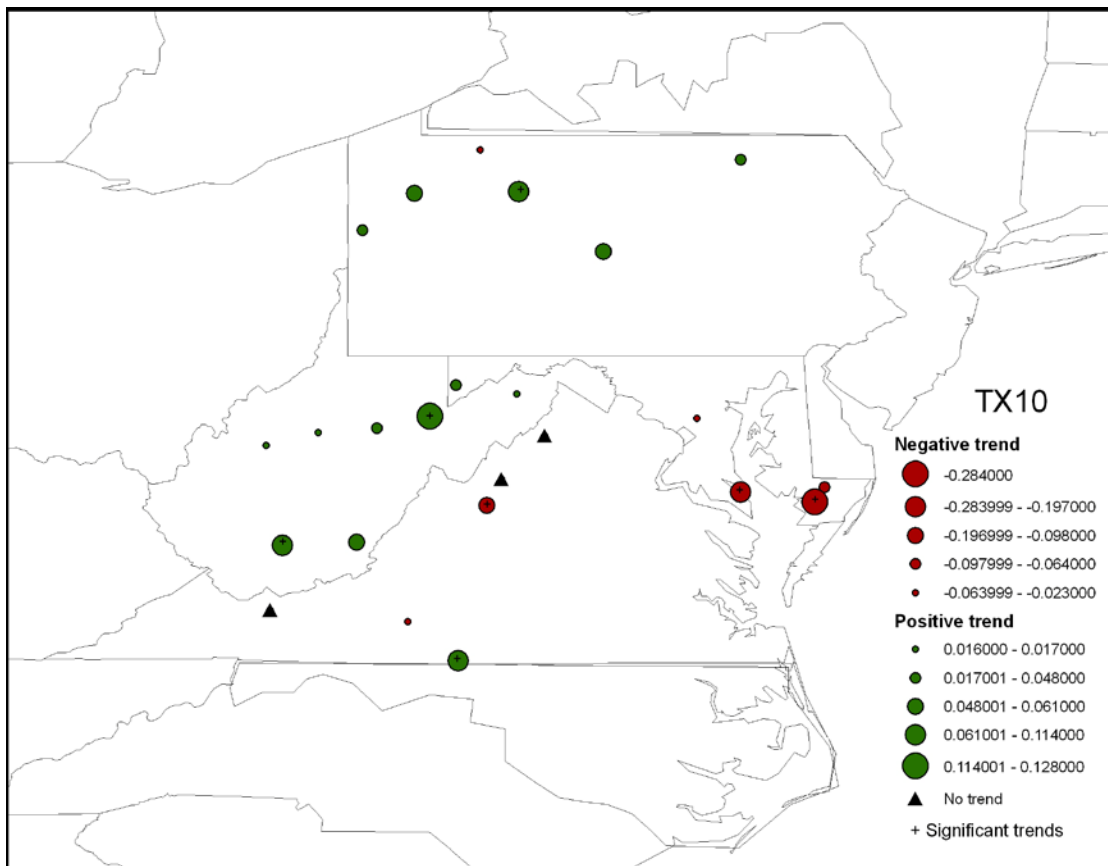 TX10
Negative trend
-0.284000
-0.283999 - -0.197000
-0.196999 - -0.098000
-0.097999 - -0.064000
-0.063999 - -0.023000
Positive trend
0.016000 - 0.017000
0.017001 - 0.048000
0.048001 - 0.061000
0.061001 - 0.114000
0.114001 - 0.128000
No trend
+ Significant trends